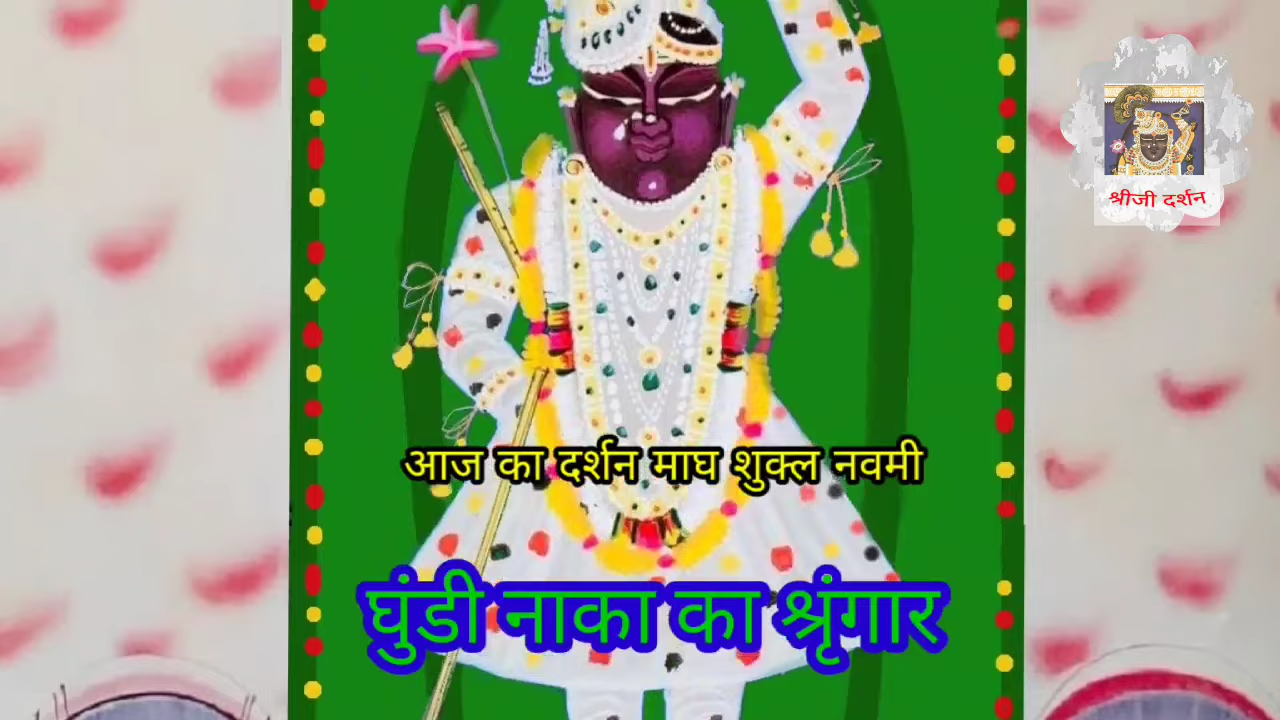 श्रीजी दर्शन
आज का दर्शन माघ शुक्ल नवमी
घुंडी नाका का श्रृंगार